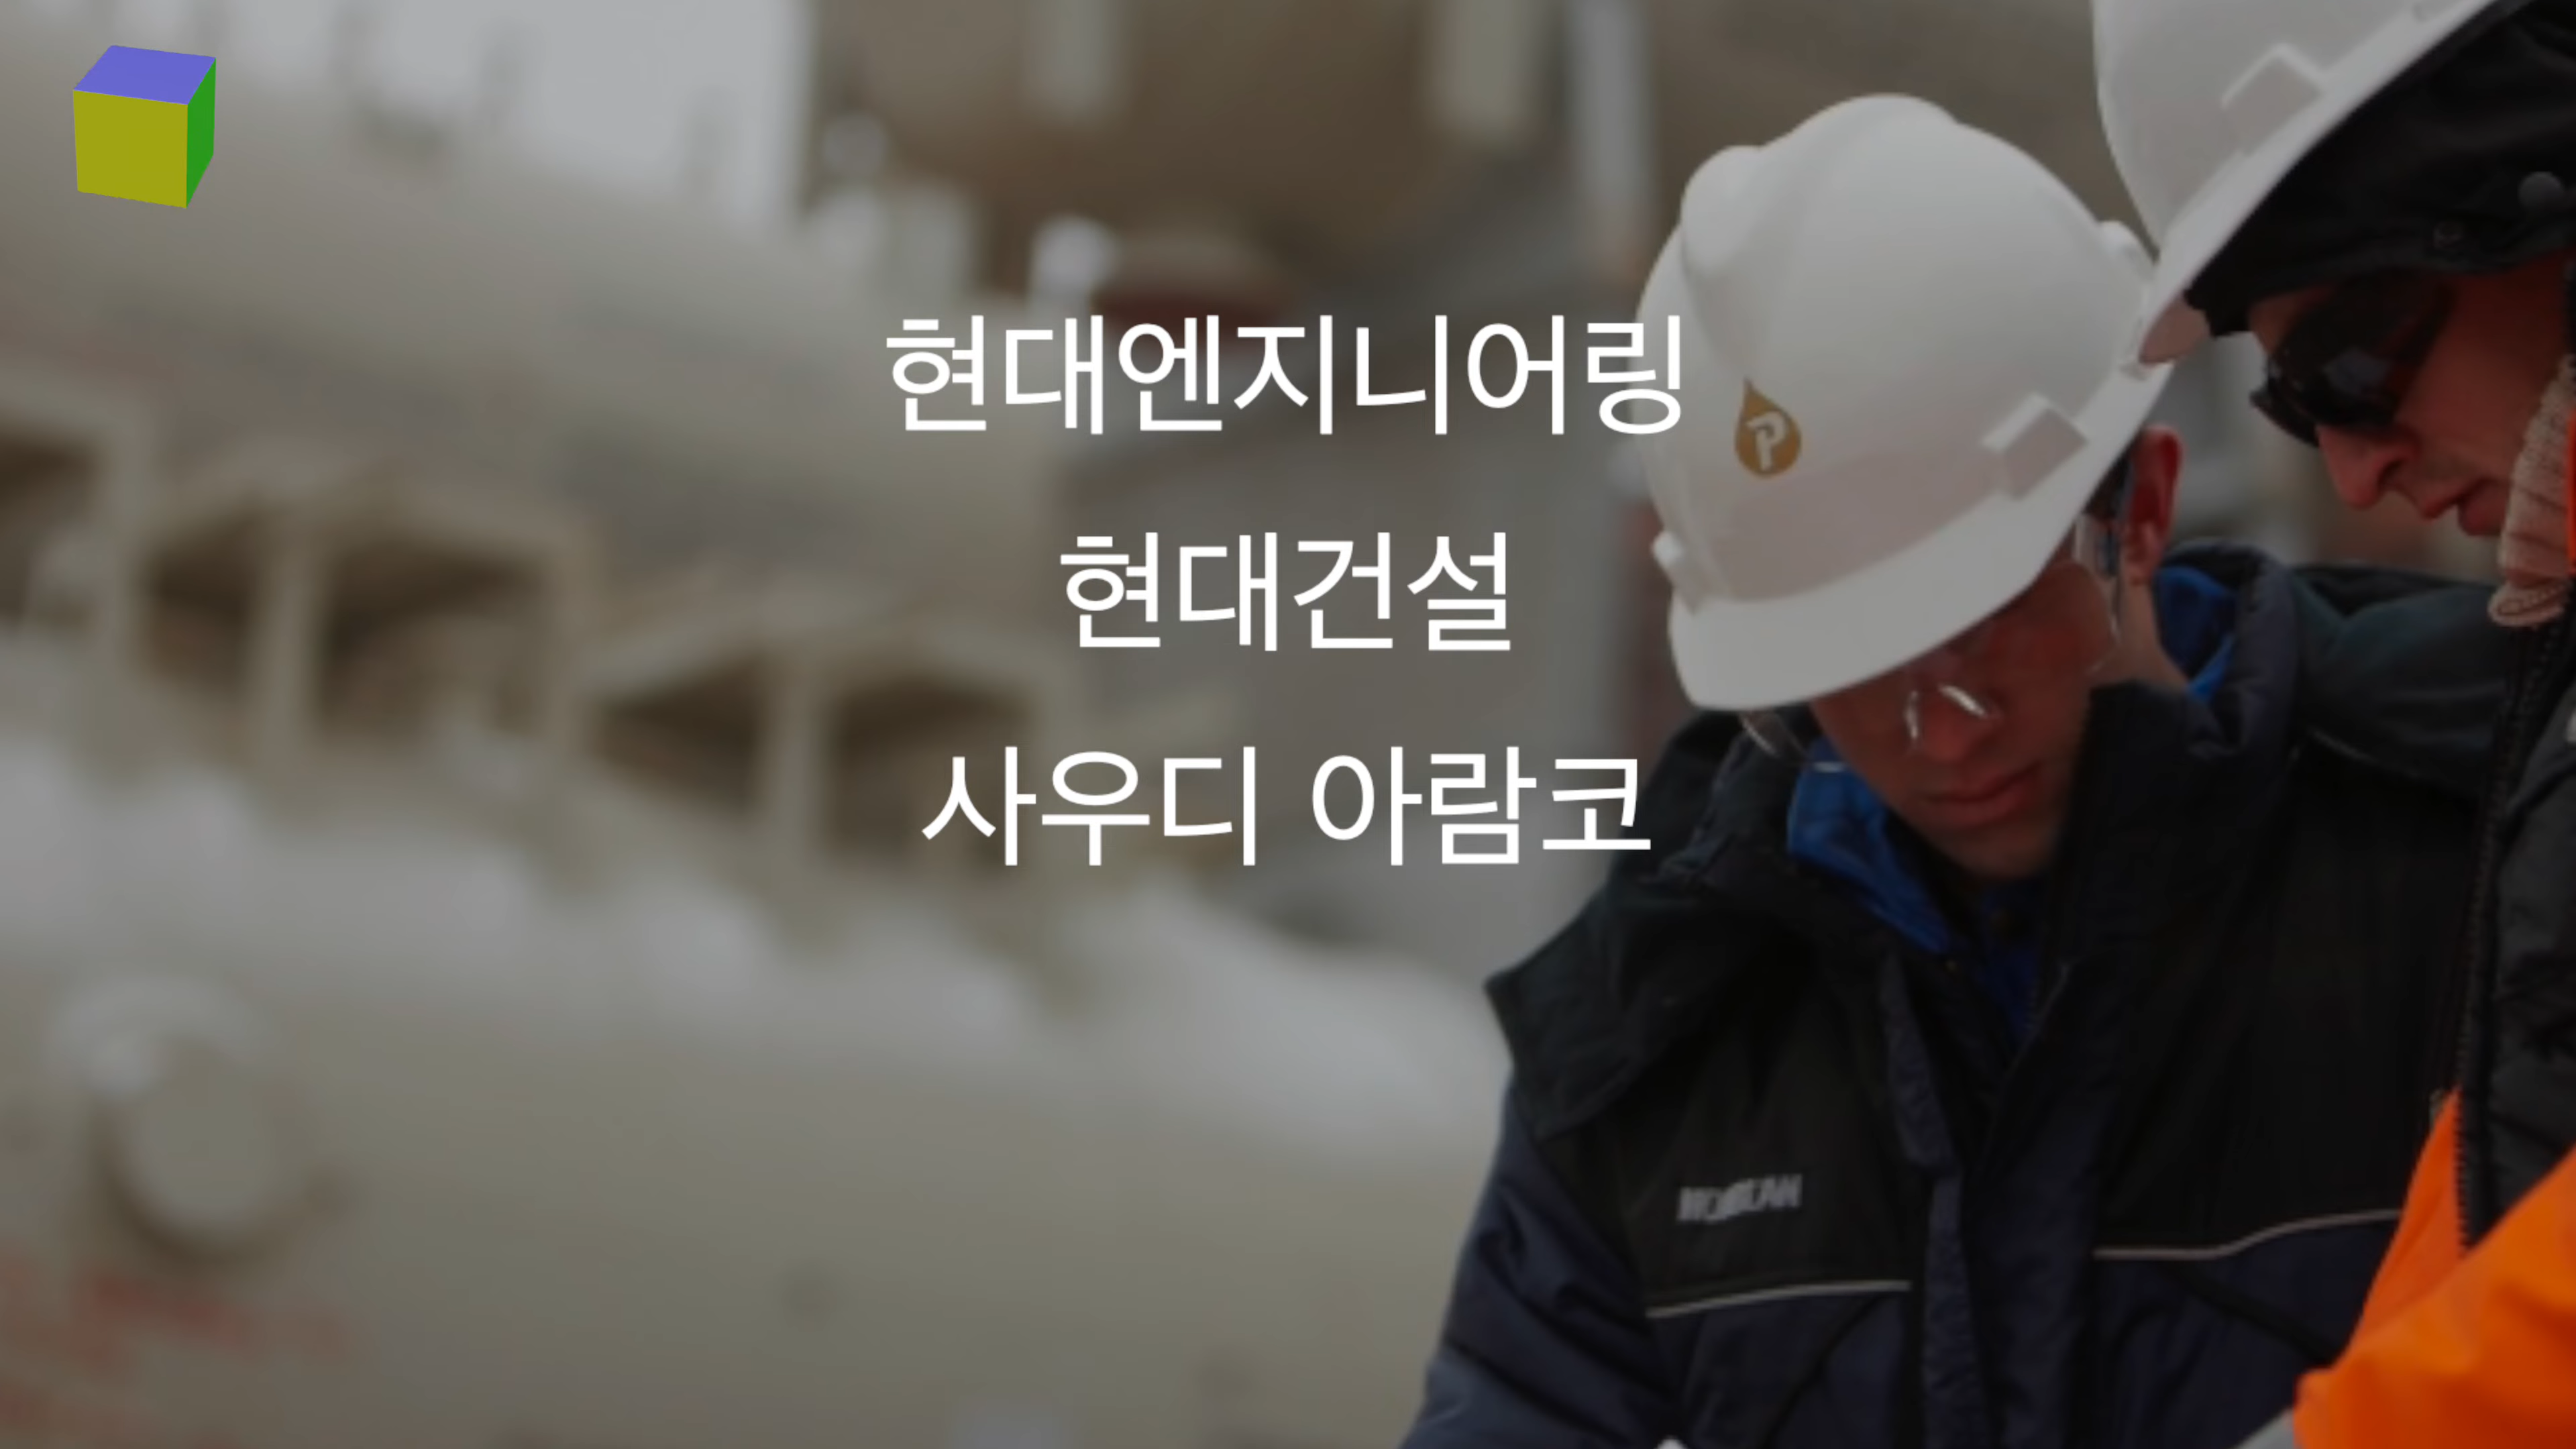 현대엔지니어링
현대건설
사우디 아람코